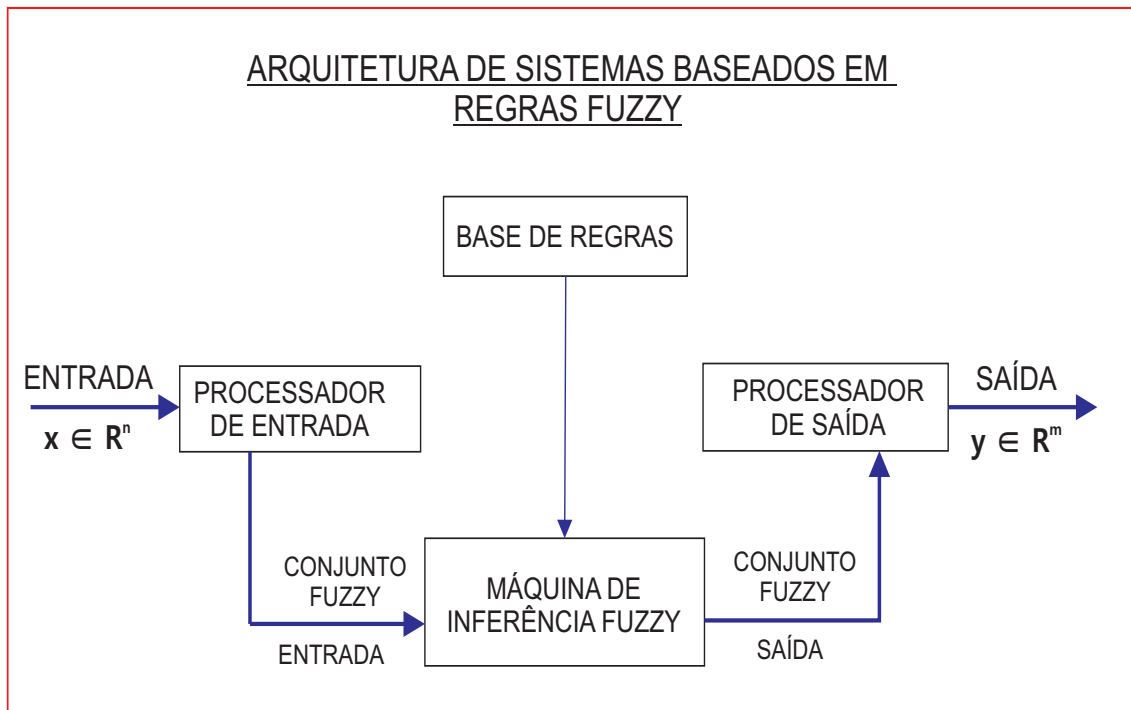 ARQUITETURA DE SISTEMAS BASEADOS EM
REGRAS FUZZY
BASE DE REGRAS
ENTRADA
x ∈ Rⁿ
PROCESSADOR
DE ENTRADA
PROCESSADOR
DE SAÍDA
SAÍDA
y ∈ Rᵐ
CONJUNTO
FUZZY
ENTRADA
MÁQUINA DE
INFERÊNCIA FUZZY
CONJUNTO
FUZZY
SAÍDA